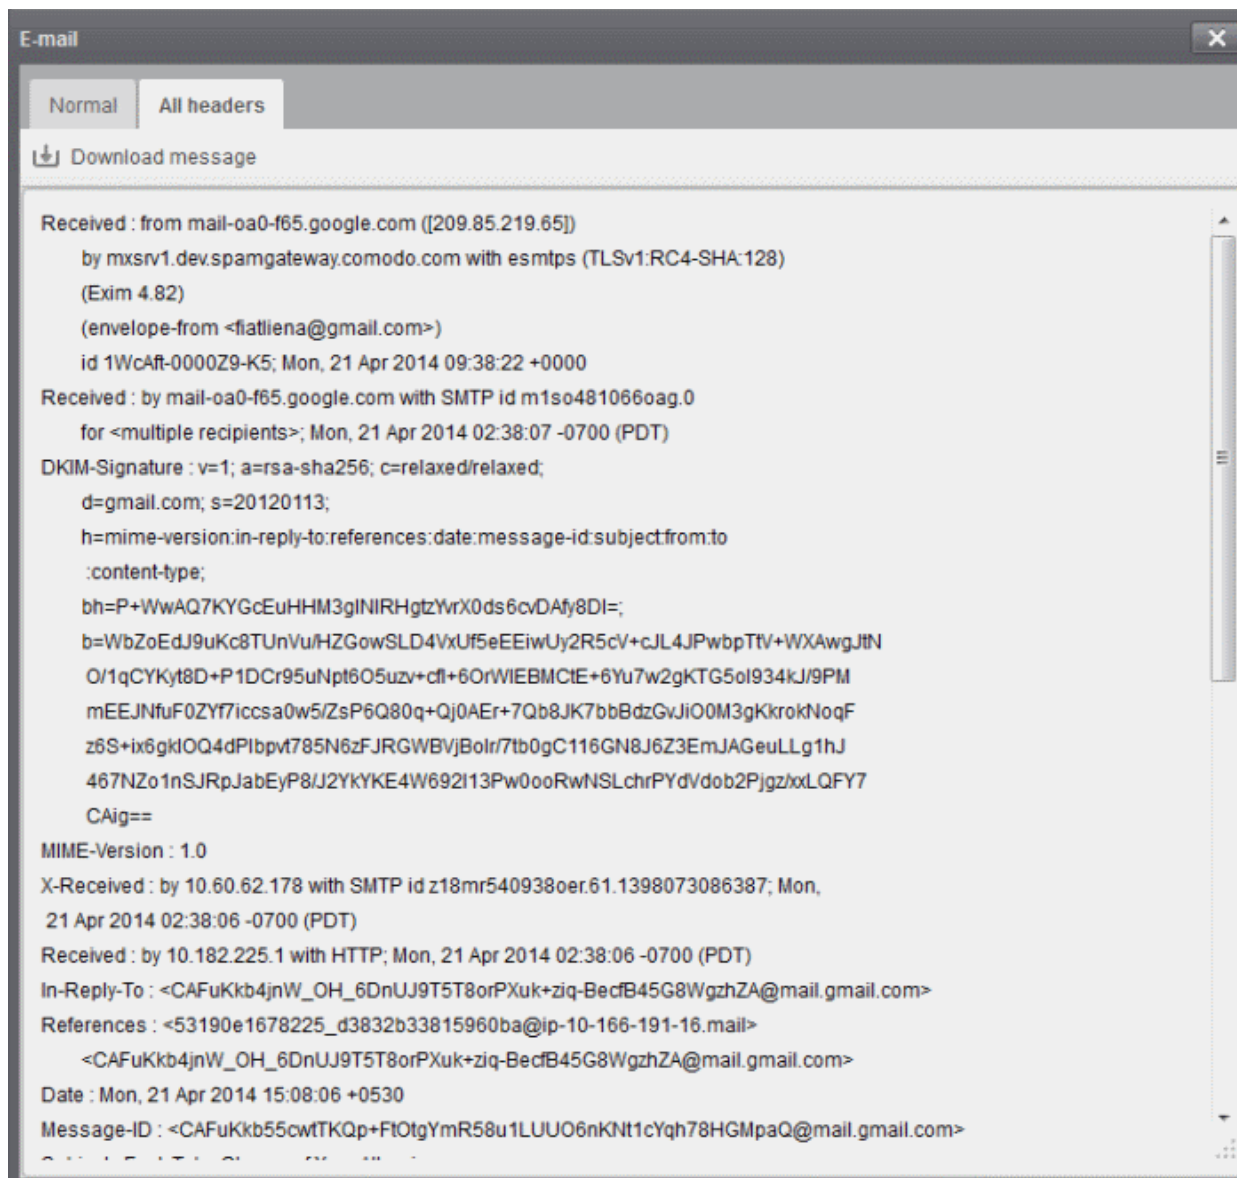 E-mail
Normal
All headers
Download message
Received : from mail-oa0-f65.google.com ([209.85.219.65])
by mxsrv1.dev.spamgateway.comodo.com with esmtps (TLSv1:RC4-SHA:128)
(Exim 4.82)
(envelope-from <fiatliena@gmail.com>)
id 1WcAft-0000Z9-K5; Mon, 21 Apr 2014 09:38:22 +0000
Received : by mail-oa0-f65.google.com with SMTP id m1so481066oag.0
for <multiple recipients>; Mon, 21 Apr 2014 02:38:07 -0700 (PDT)
DKIM-Signature : v=1; a=rsa-sha256; c=relaxed/relaxed;
d=gmail.com; s=20120113;
h=mime-version:in-reply-to:references:date:message-id:subject:from:to
:content-type;
bh=P+WwAQ7KYGcEuHHM3glNIRHgtzYvrX0ds6cvDAfy8DI=;
b=WbZoEdJ9uKc8TUnVu/HZGowSLD4VxUf5eEEiwUy2R5cV+cJL4JPwbpTtV+WXAwgJtN
O/1qCYKyt8D+P1DCr95uNpt6O5uzv+cfl+6OrWlEBMCtE+6Yu7w2gKTG5ol934kJ/9PM
mEEJNfuF0ZYf7iccsa0w5/ZsP6Q80q+Qj0AEr+7Qb8JK7bbBdzGvJiO0M3gKkrokNoqF
z6S+ix6gklOQ4dPlbpvt785N6zFJRGWBVjBolr/7tb0gC116GN8J6Z3EmJAGeuLLg1hJ
467NZo1nSJRpJabEyP8/J2YkYKE4W692I13Pw0ooRwNSLchrPYdVdob2Pjgz/xxLQFY7
CAig==
MIME-Version : 1.0
X-Received : by 10.60.62.178 with SMTP id z18mr540938oer.61.1398073086387; Mon,
21 Apr 2014 02:38:06 -0700 (PDT)
Received : by 10.182.225.1 with HTTP; Mon, 21 Apr 2014 02:38:06 -0700 (PDT)
In-Reply-To : <CAFuKkb4jnW_OH_6DnUJ9T5T8orPXuk+ziq-BecfB45G8WgzhZA@mail.gmail.com>
References : <53190e1678225_d3832b33815960ba@ip-10-166-191-16.mail>
<CAFuKkb4jnW_OH_6DnUJ9T5T8orPXuk+ziq-BecfB45G8WgzhZA@mail.gmail.com>
Date : Mon, 21 Apr 2014 15:08:06 +0530
Message-ID : <CAFuKkb55cwtTKQp+FtOtgYmR58u1LUUO6nKNt1cYqh78HGMpaQ@mail.gmail.com>